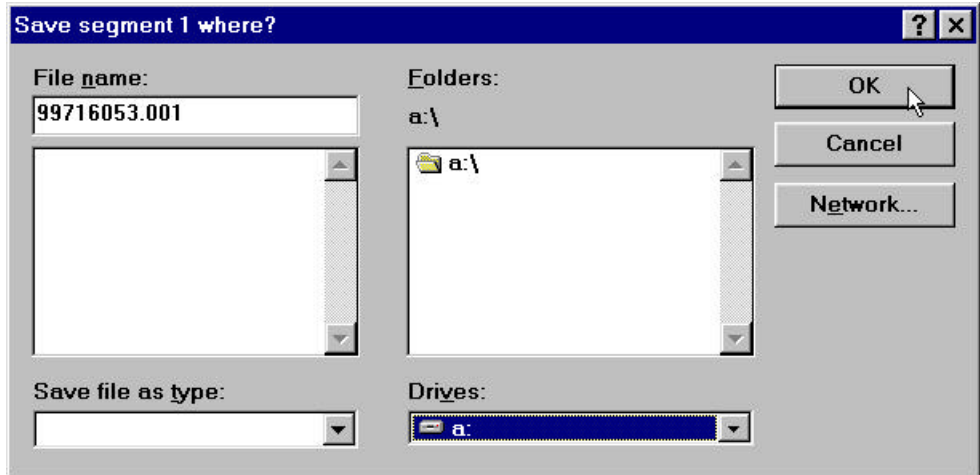 Save segment 1 where?
File name:
99716053.001
Save file as type:
Folders:
a:\
a:\
Drives:
a:
OK
Cancel
Network...